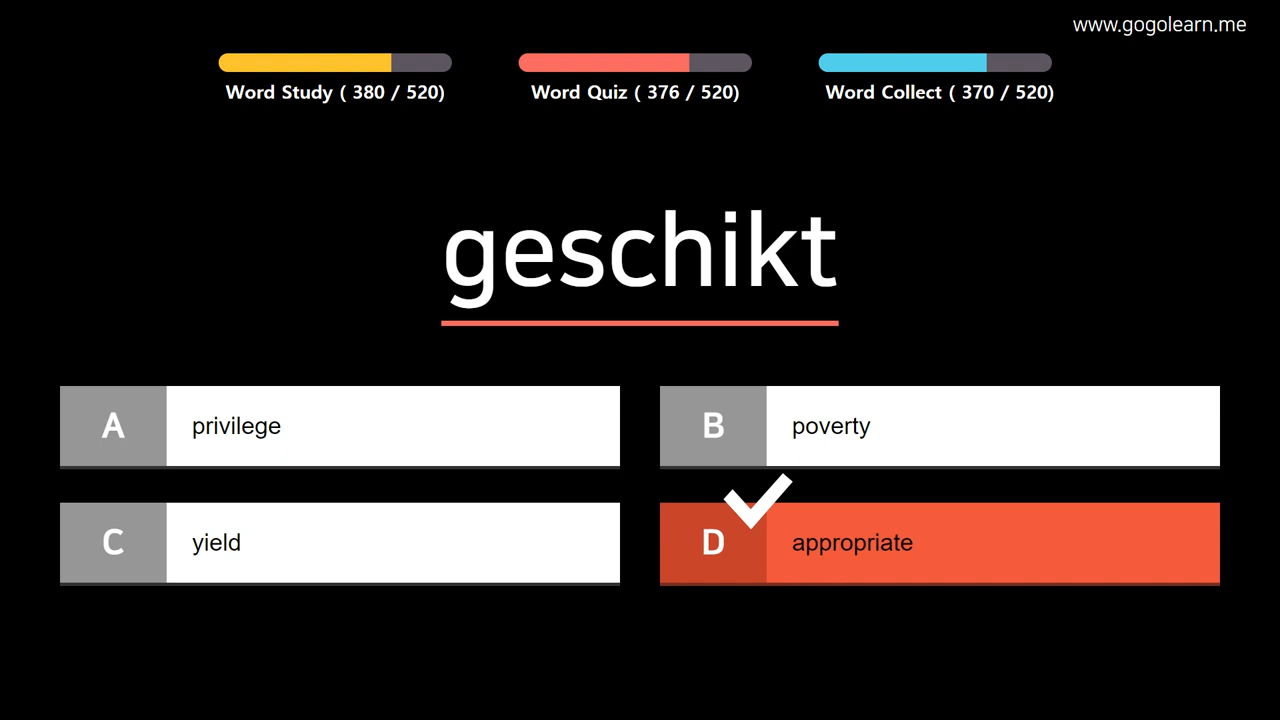 www.gogolearn.me
Word Study ( 380 / 520)
Word Quiz ( 376 / 520)
Word Collect ( 370 / 520)
geschikt
A privilege
B poverty
C yield
D appropriate